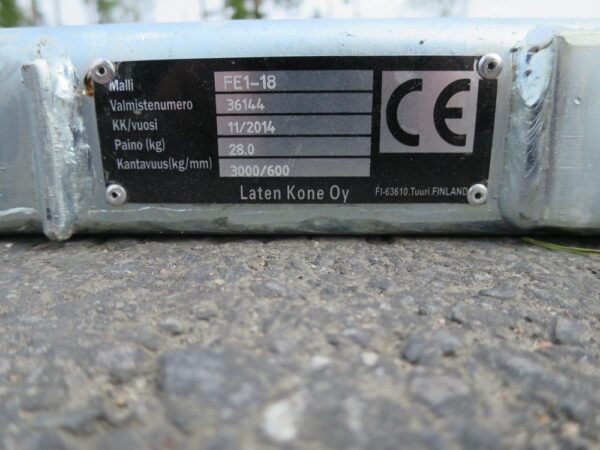 Malli FE1-18
Valmistenumero 36144
KK/vuosi 11/2014
Paino (kg) 28.0
Kantavuus(kg/mm) 3000/600
CE
Laten Kone Oy FI-63610.Tuuri.FINLAND